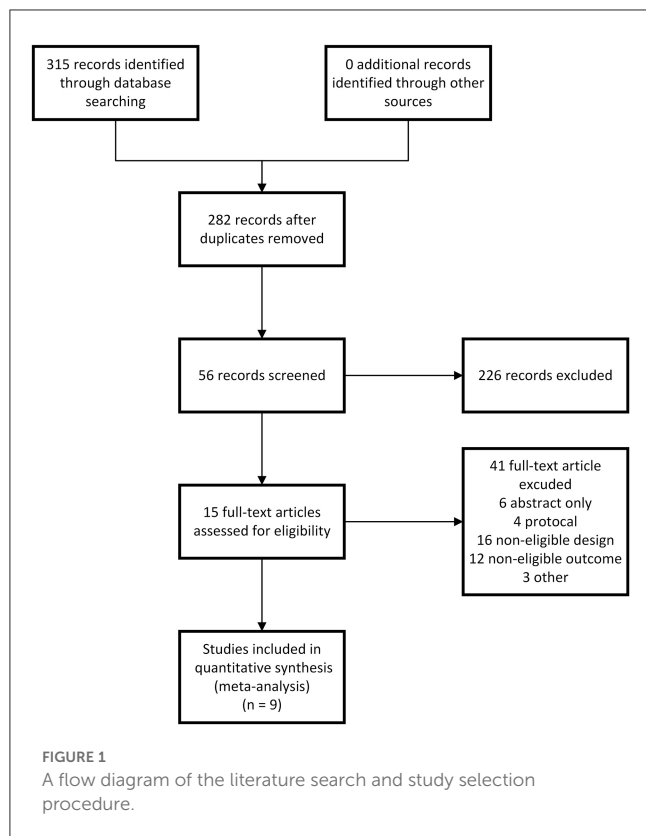 315 records identified
through database
searching
0 additional records
identified through other
sources
282 records after
duplicates removed
56 records screened
226 records excluded
15 full-text articles
assessed for eligibility
41 full-text article
excuded
6 abstract only
4 protocal
16 non-eligible design
12 non-eligible outcome
3 other
Studies included in
quantitative synthesis
(meta-analysis)
(n = 9)
FIGURE 1
A flow diagram of the literature search and study selection
procedure.